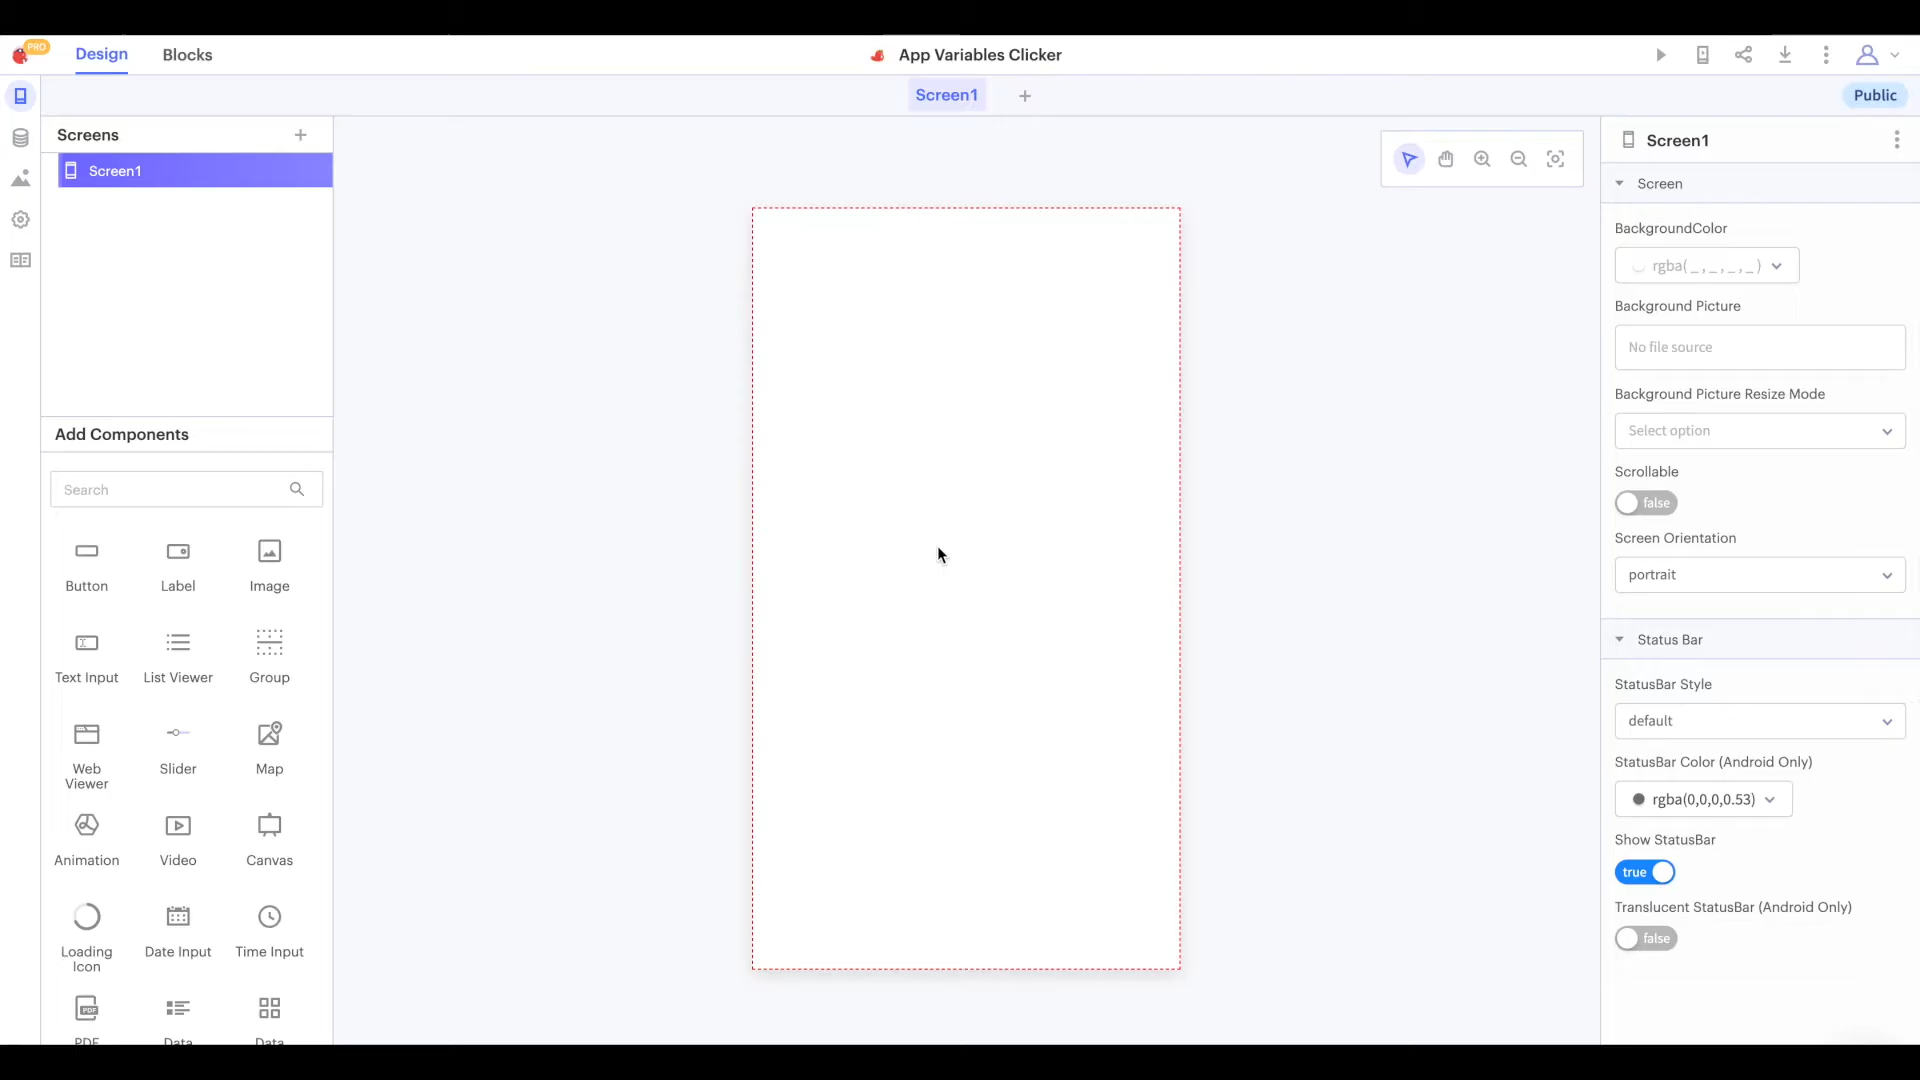 PRO
Design
Blocks
App Variables Clicker
Screen1
+
Public
Screens
Screen1
Add Components
Search
Button
Label
Image
Text Input
List Viewer
Group
Web
Viewer
Slider
Map
Animation
Video
Canvas
Loading
Icon
Date Input
Time Input
PDF
PDF
Data
Data
Screen1
Screen
BackgroundColor
rgba( _ , _ , _ , _ )
Background Picture
No file source
Background Picture Resize Mode
Select option
Scrollable
false
Screen Orientation
portrait
Status Bar
StatusBar Style
default
StatusBar Color (Android Only)
rgba(0,0,0,0.53)
Show StatusBar
true
Translucent StatusBar (Android Only)
false